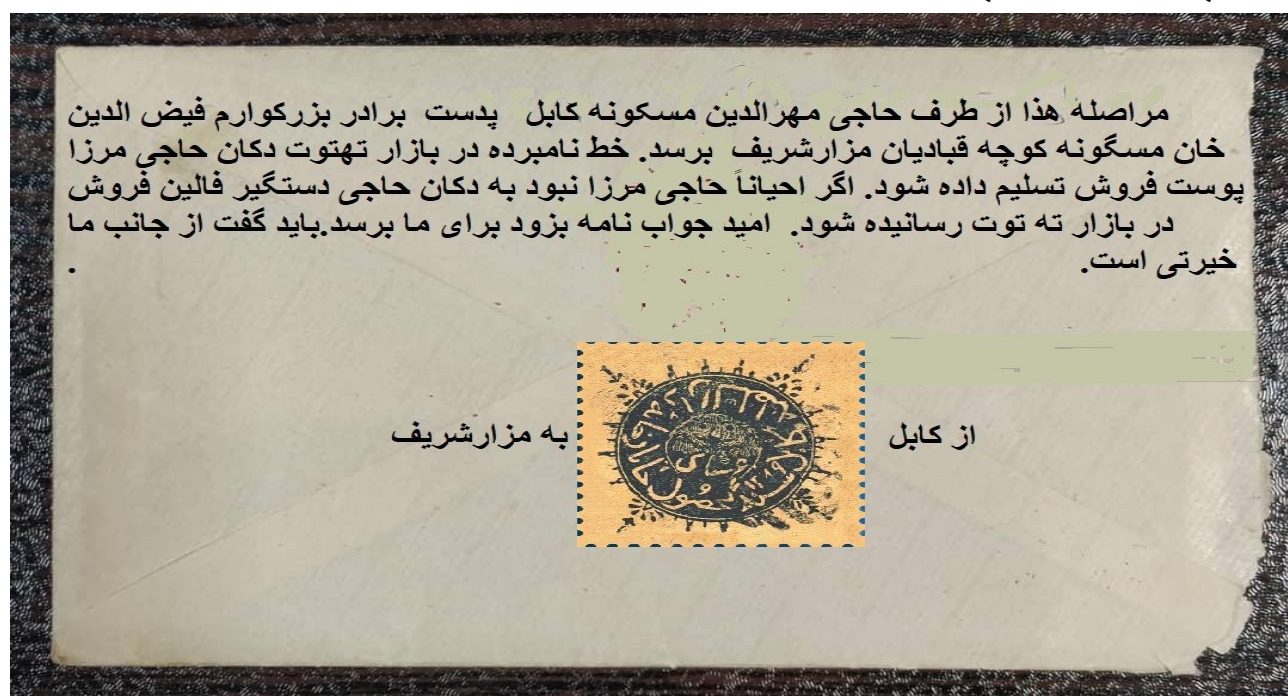 مراصله هذا از طرف حاجی مهرالدین مسکونه کابل پدست برادر بزرکوارم فیض الدین
خان مسگونه کوچه قبادیان مزارشریف برسد. خط نامبرده در بازار تهتوت دکان حاجی مرزا
پوست فروش تسلیم داده شود. اگر احیاناً حاجی مرزا نبود به دکان حاجی دستگیر فالین فروش
در بازار ته توت رسانیده شود. امید جواب نامه بزود برای ما برسد.باید گفت از جانب ما
خیرتی است. .
از کابل به مزارشریف